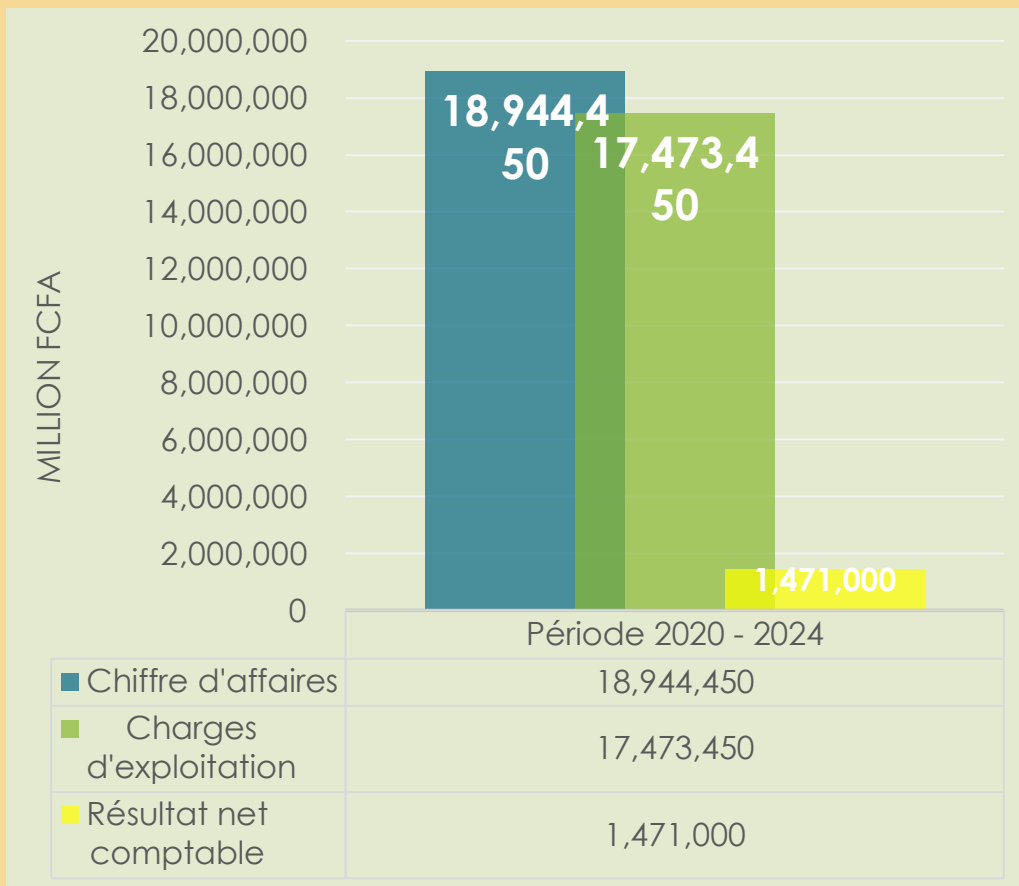 20,000,000
18,000,000
16,000,000
14,000,000
12,000,000
10,000,000
8,000,000
6,000,000
4,000,000
2,000,000
0
MILLION FCFA
18,944,4
50
17,473,4
50
1,471,000
Période 2020 - 2024
Chiffre d'affaires 18,944,450
Charges
d'exploitation 17,473,450
Résultat net
comptable 1,471,000